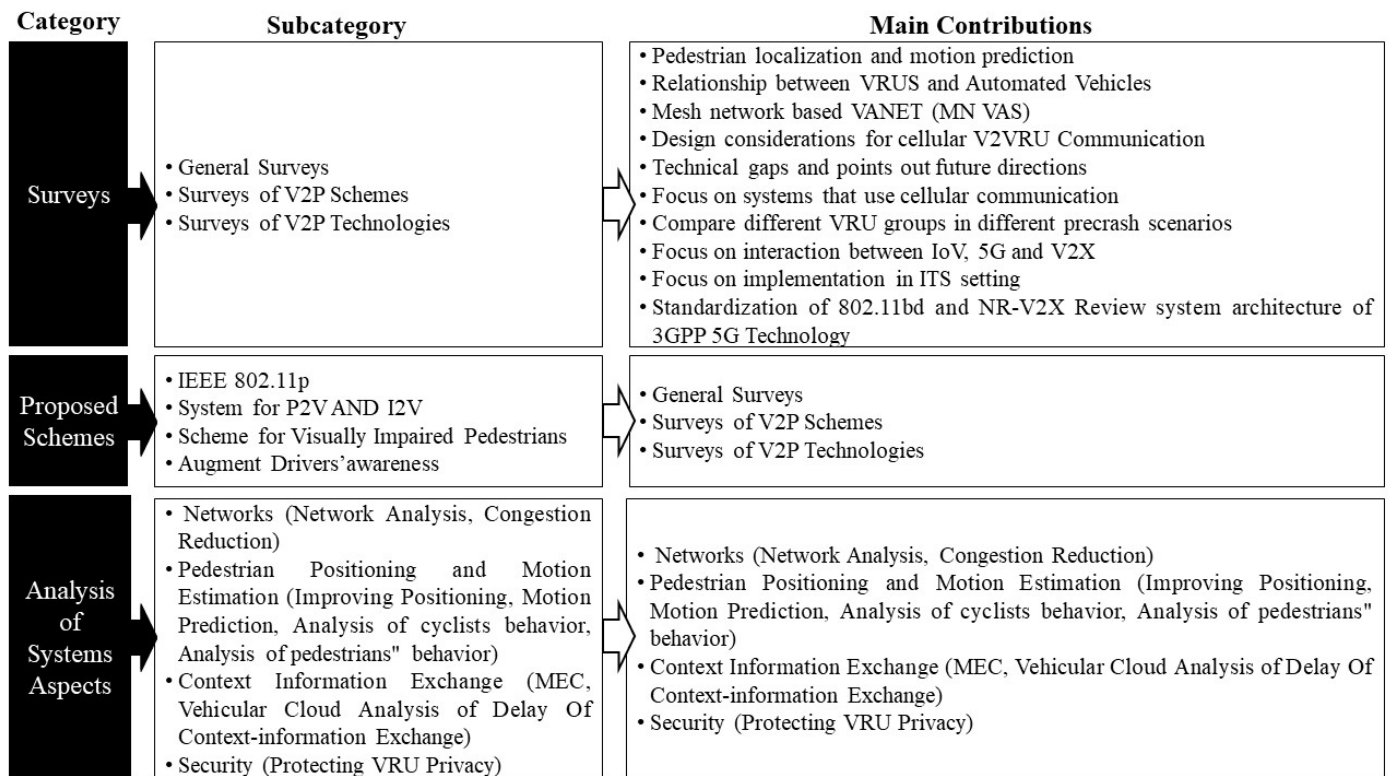 Category
Subcategory
Main Contributions
Surveys
• General Surveys
• Surveys of V2P Schemes
• Surveys of V2P Technologies
• Pedestrian localization and motion prediction
• Relationship between VRUS and Automated Vehicles
• Mesh network based VANET (MN VAS)
• Design considerations for cellular V2VRU Communication
• Technical gaps and points out future directions
• Focus on systems that use cellular communication
• Compare different VRU groups in different precrash scenarios
• Focus on interaction between IoV, 5G and V2X
• Focus on implementation in ITS setting
• Standardization of 802.11bd and NR-V2X Review system architecture of
3GPP 5G Technology
Proposed
Schemes
• IEEE 802.11p
• System for P2V AND I2V
• Scheme for Visually Impaired Pedestrians
• Augment Drivers'awareness
• General Surveys
• Surveys of V2P Schemes
• Surveys of V2P Technologies
Analysis
of
Systems
Aspects
• Networks (Network Analysis, Congestion
Reduction)
• Pedestrian Positioning and Motion
Estimation (Improving Positioning, Motion
Prediction, Analysis of cyclists behavior,
Analysis of pedestrians" behavior)
• Context Information Exchange (MEC,
Vehicular Cloud Analysis of Delay Of
Context-information Exchange)
• Security (Protecting VRU Privacy)
• Networks (Network Analysis, Congestion Reduction)
• Pedestrian Positioning and Motion Estimation (Improving Positioning,
Motion Prediction, Analysis of cyclists behavior, Analysis of pedestrians"
behavior)
• Context Information Exchange (MEC, Vehicular Cloud Analysis of Delay Of
Context-information Exchange)
• Security (Protecting VRU Privacy)